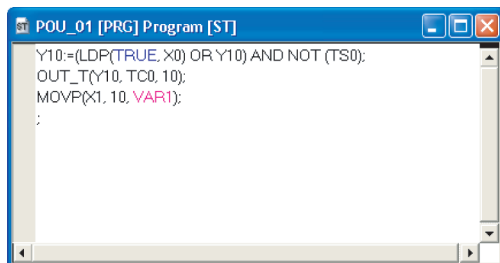 ST POU_01 [PRG] Program [ST]
Y10:=(LDP(TRUE, X0) OR Y10) AND NOT (TS0);
OUT_T(Y10, TC0, 10);
MOVP(X1, 10, VAR1);
;